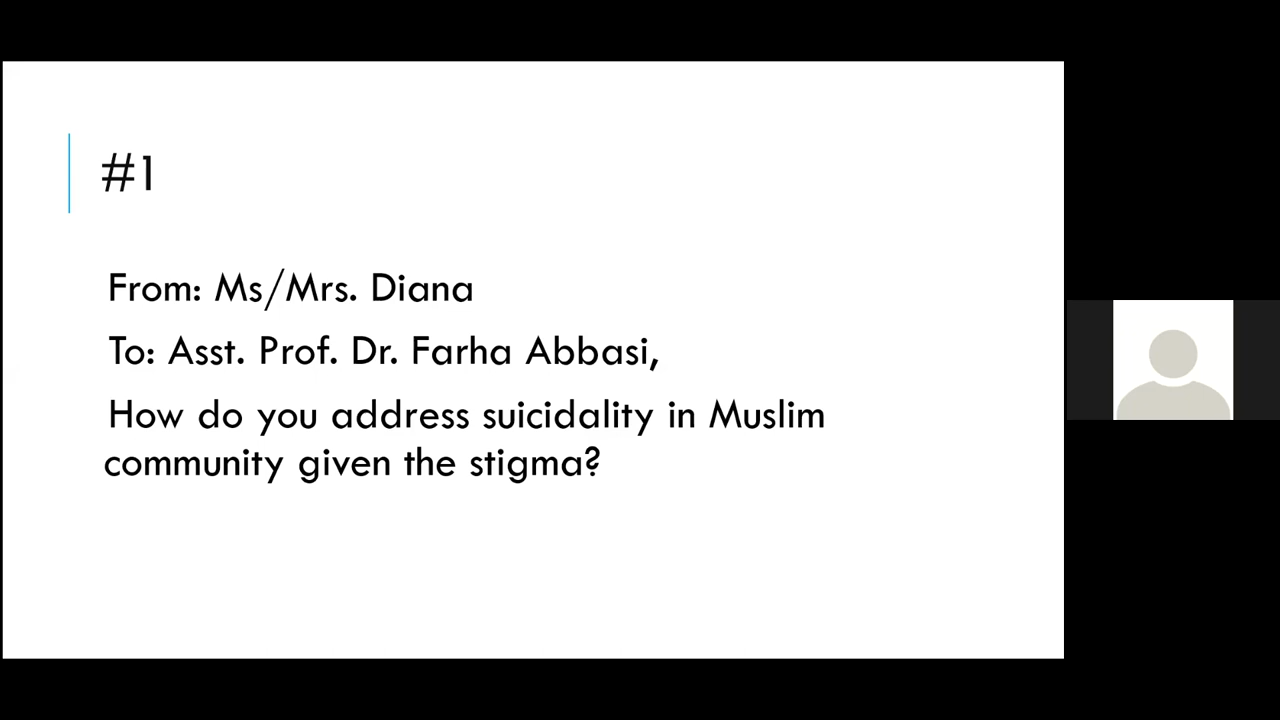 #1
From: Ms/Mrs. Diana
To: Asst. Prof. Dr. Farha Abbasi,
How do you address suicidality in Muslim
community given the stigma?